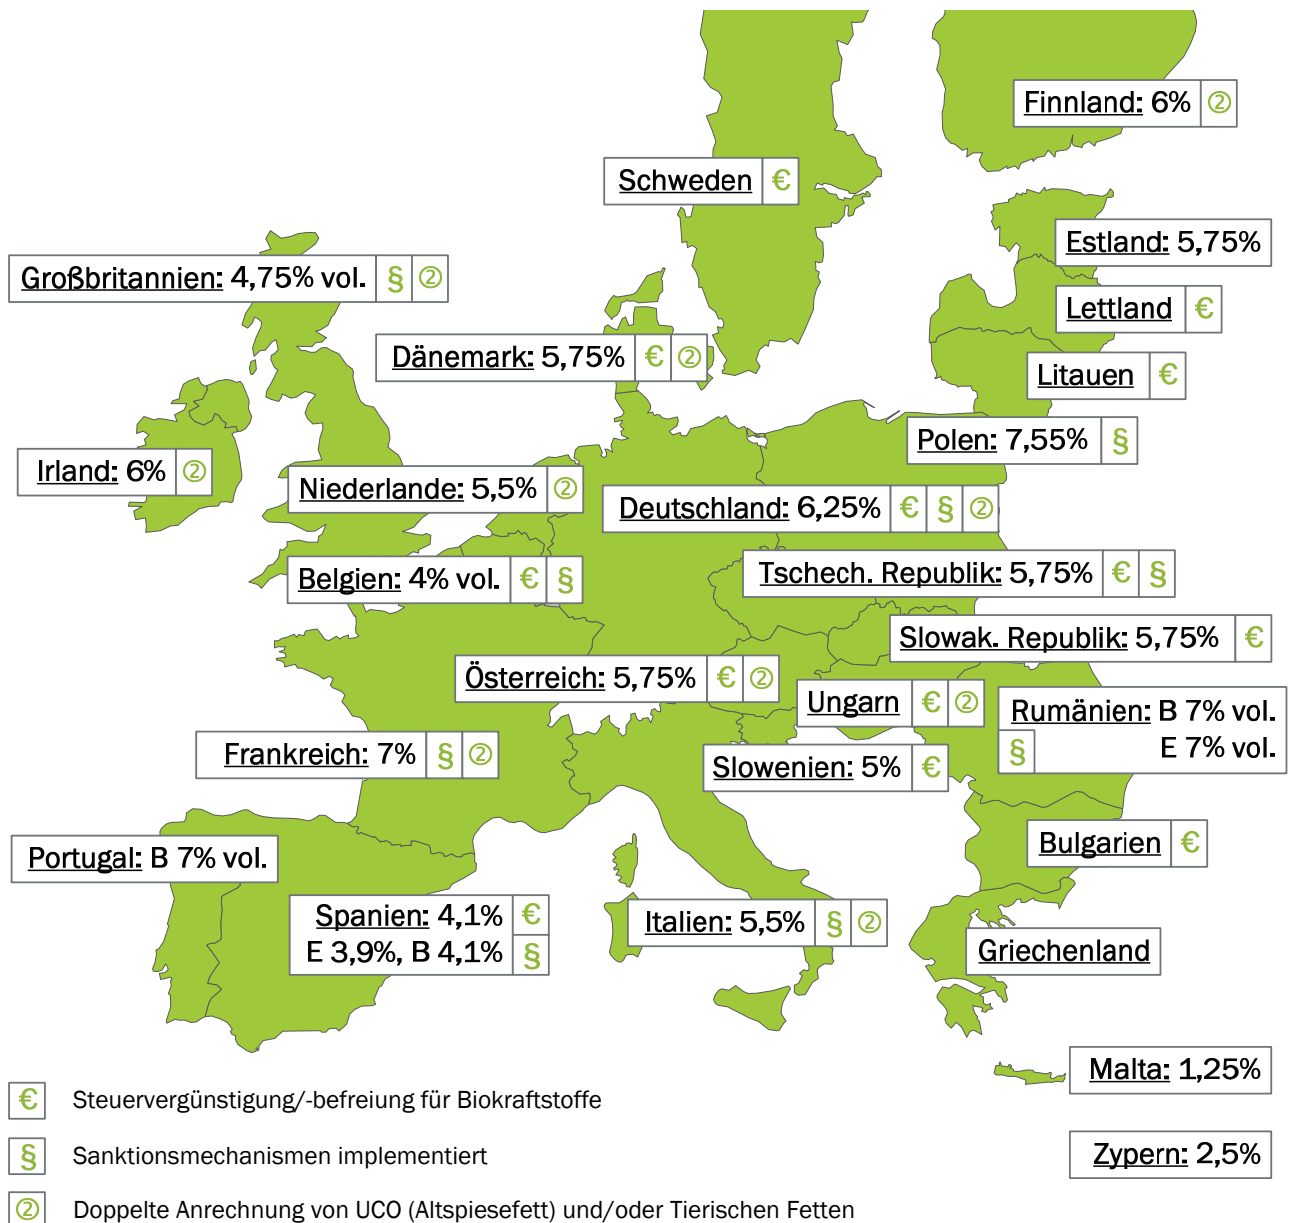 Finnland: 6% ②
Schweden €
Estland: 5,75%
Großbritannien: 4,75% vol. § ②
Lettland €
Dänemark: 5,75% € ②
Litauen €
Polen: 7,55% §
Irland: 6% ②
Niederlande: 5,5% ②
Deutschland: 6,25% € § ②
Belgien: 4% vol. € §
Tschech. Republik: 5,75% € §
Slowak. Republik: 5,75% €
Österreich: 5,75% € ②
Ungarn € ②
Rumänien: B 7% vol.
§ E 7% vol.
Frankreich: 7% § ②
Slowenien: 5% €
Bulgarien €
Portugal: B 7% vol.
Spanien: 4,1% €
E 3,9%, B 4,1% §
Italien: 5,5% § ②
Griechenland
Malta: 1,25%
Zypern: 2,5%
€ Steuervergünstigung/-befreiung für Biokraftstoffe
§ Sanktionsmechanismen implementiert
② Doppelte Anrechnung von UCO (Altspiesefett) und/oder Tierischen Fetten